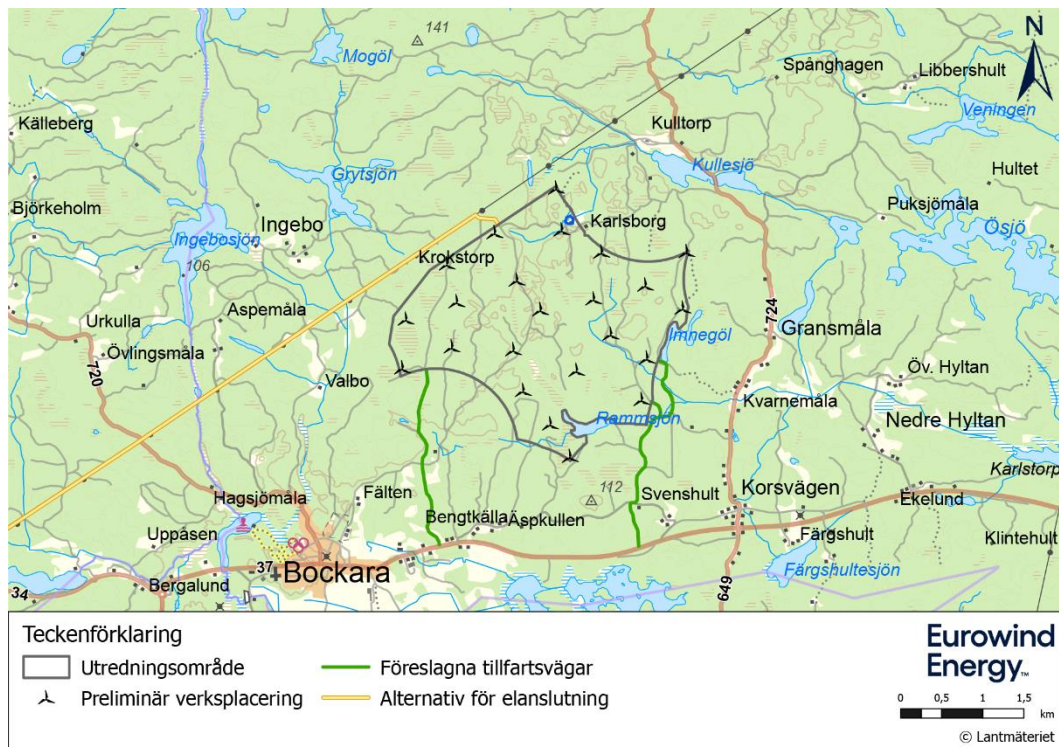 N
141
Mogöl
Spånghagen
Libbershult
Veningen
Källeberg
Kulltorp
Kullesjö
Hultet
Grytsjön
Björkeholm
Ingebo
Karlsborg
Puksjömåla
Ösjö
Ingebosjön
Krokstorp
106
Aspemåla
Urkulla
724
Gransmåla
Imnegöl
Övlingsmåla
720
Valbo
Öv. Hyltan
Kvarnemåla
Rammsjön
Nedre Hyltan
Karlstorp
Hagsjömåla
Fälten
112
Svenshult
Korsvägen
Ekelund
Uppåsen
Bengtkälla
Äspkullen
Färgshult
Klintehult
37
Bockara
Bergalund
Färgshultesjön
34
649
Teckenförklaring
Utredningsområde
Föreslagna tillfartsvägar
Preliminär verksplacering
Alternativ för elanslutning
Eurowind
Energy™
0 0,5 1 1,5
km
© Lantmäteriet